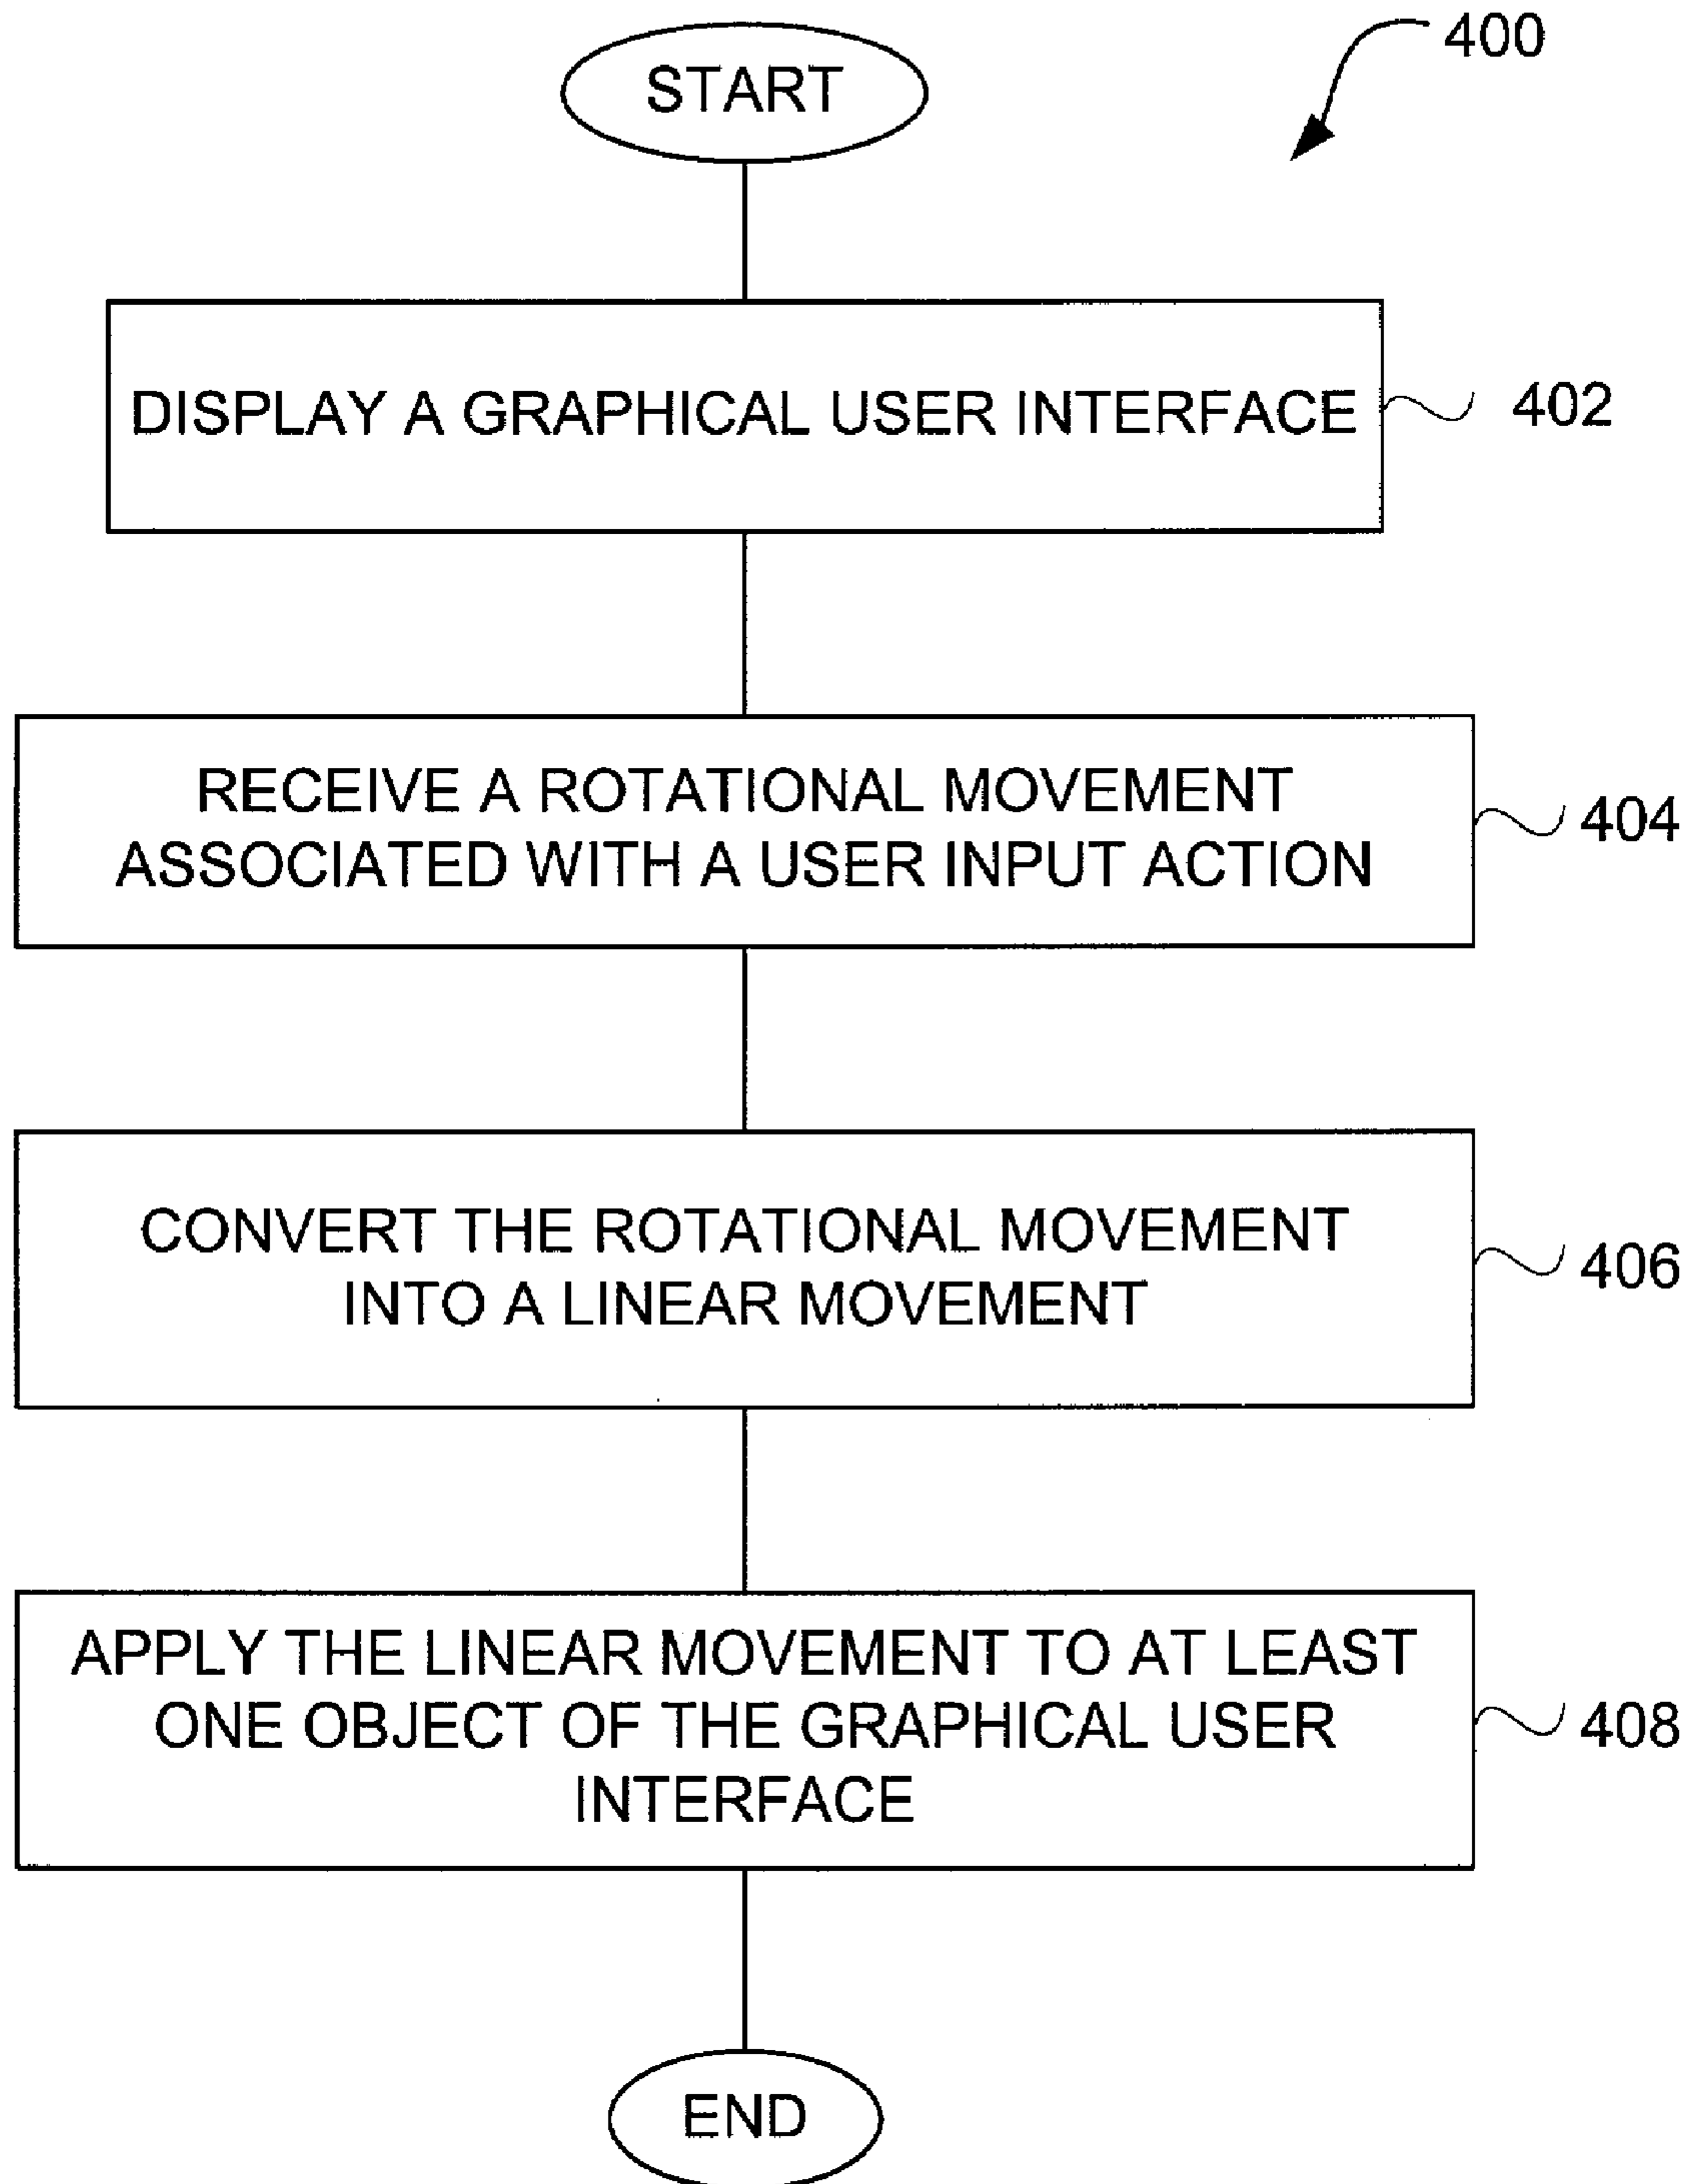 400
START
DISPLAY A GRAPHICAL USER INTERFACE
402
RECEIVE A ROTATIONAL MOVEMENT
ASSOCIATED WITH A USER INPUT ACTION
404
CONVERT THE ROTATIONAL MOVEMENT
INTO A LINEAR MOVEMENT
406
APPLY THE LINEAR MOVEMENT TO AT LEAST
ONE OBJECT OF THE GRAPHICAL USER
INTERFACE
408
END